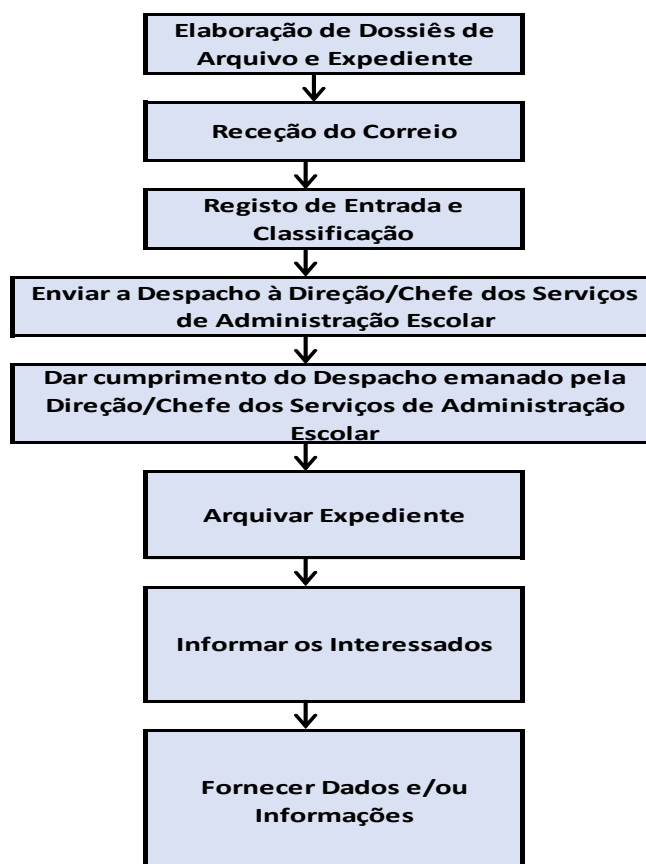 Elaboração de Dossiês de
Arquivo e Expediente
Receção do Correio
Registo de Entrada e
Classificação
Enviar a Despacho à Direção/Chefe dos Serviços
de Administração Escolar
Dar cumprimento do Despacho emanado pela
Direção/Chefe dos Serviços de Administração
Escolar
Arquivar Expediente
Informar os Interessados
Fornecer Dados e/ou
Informações